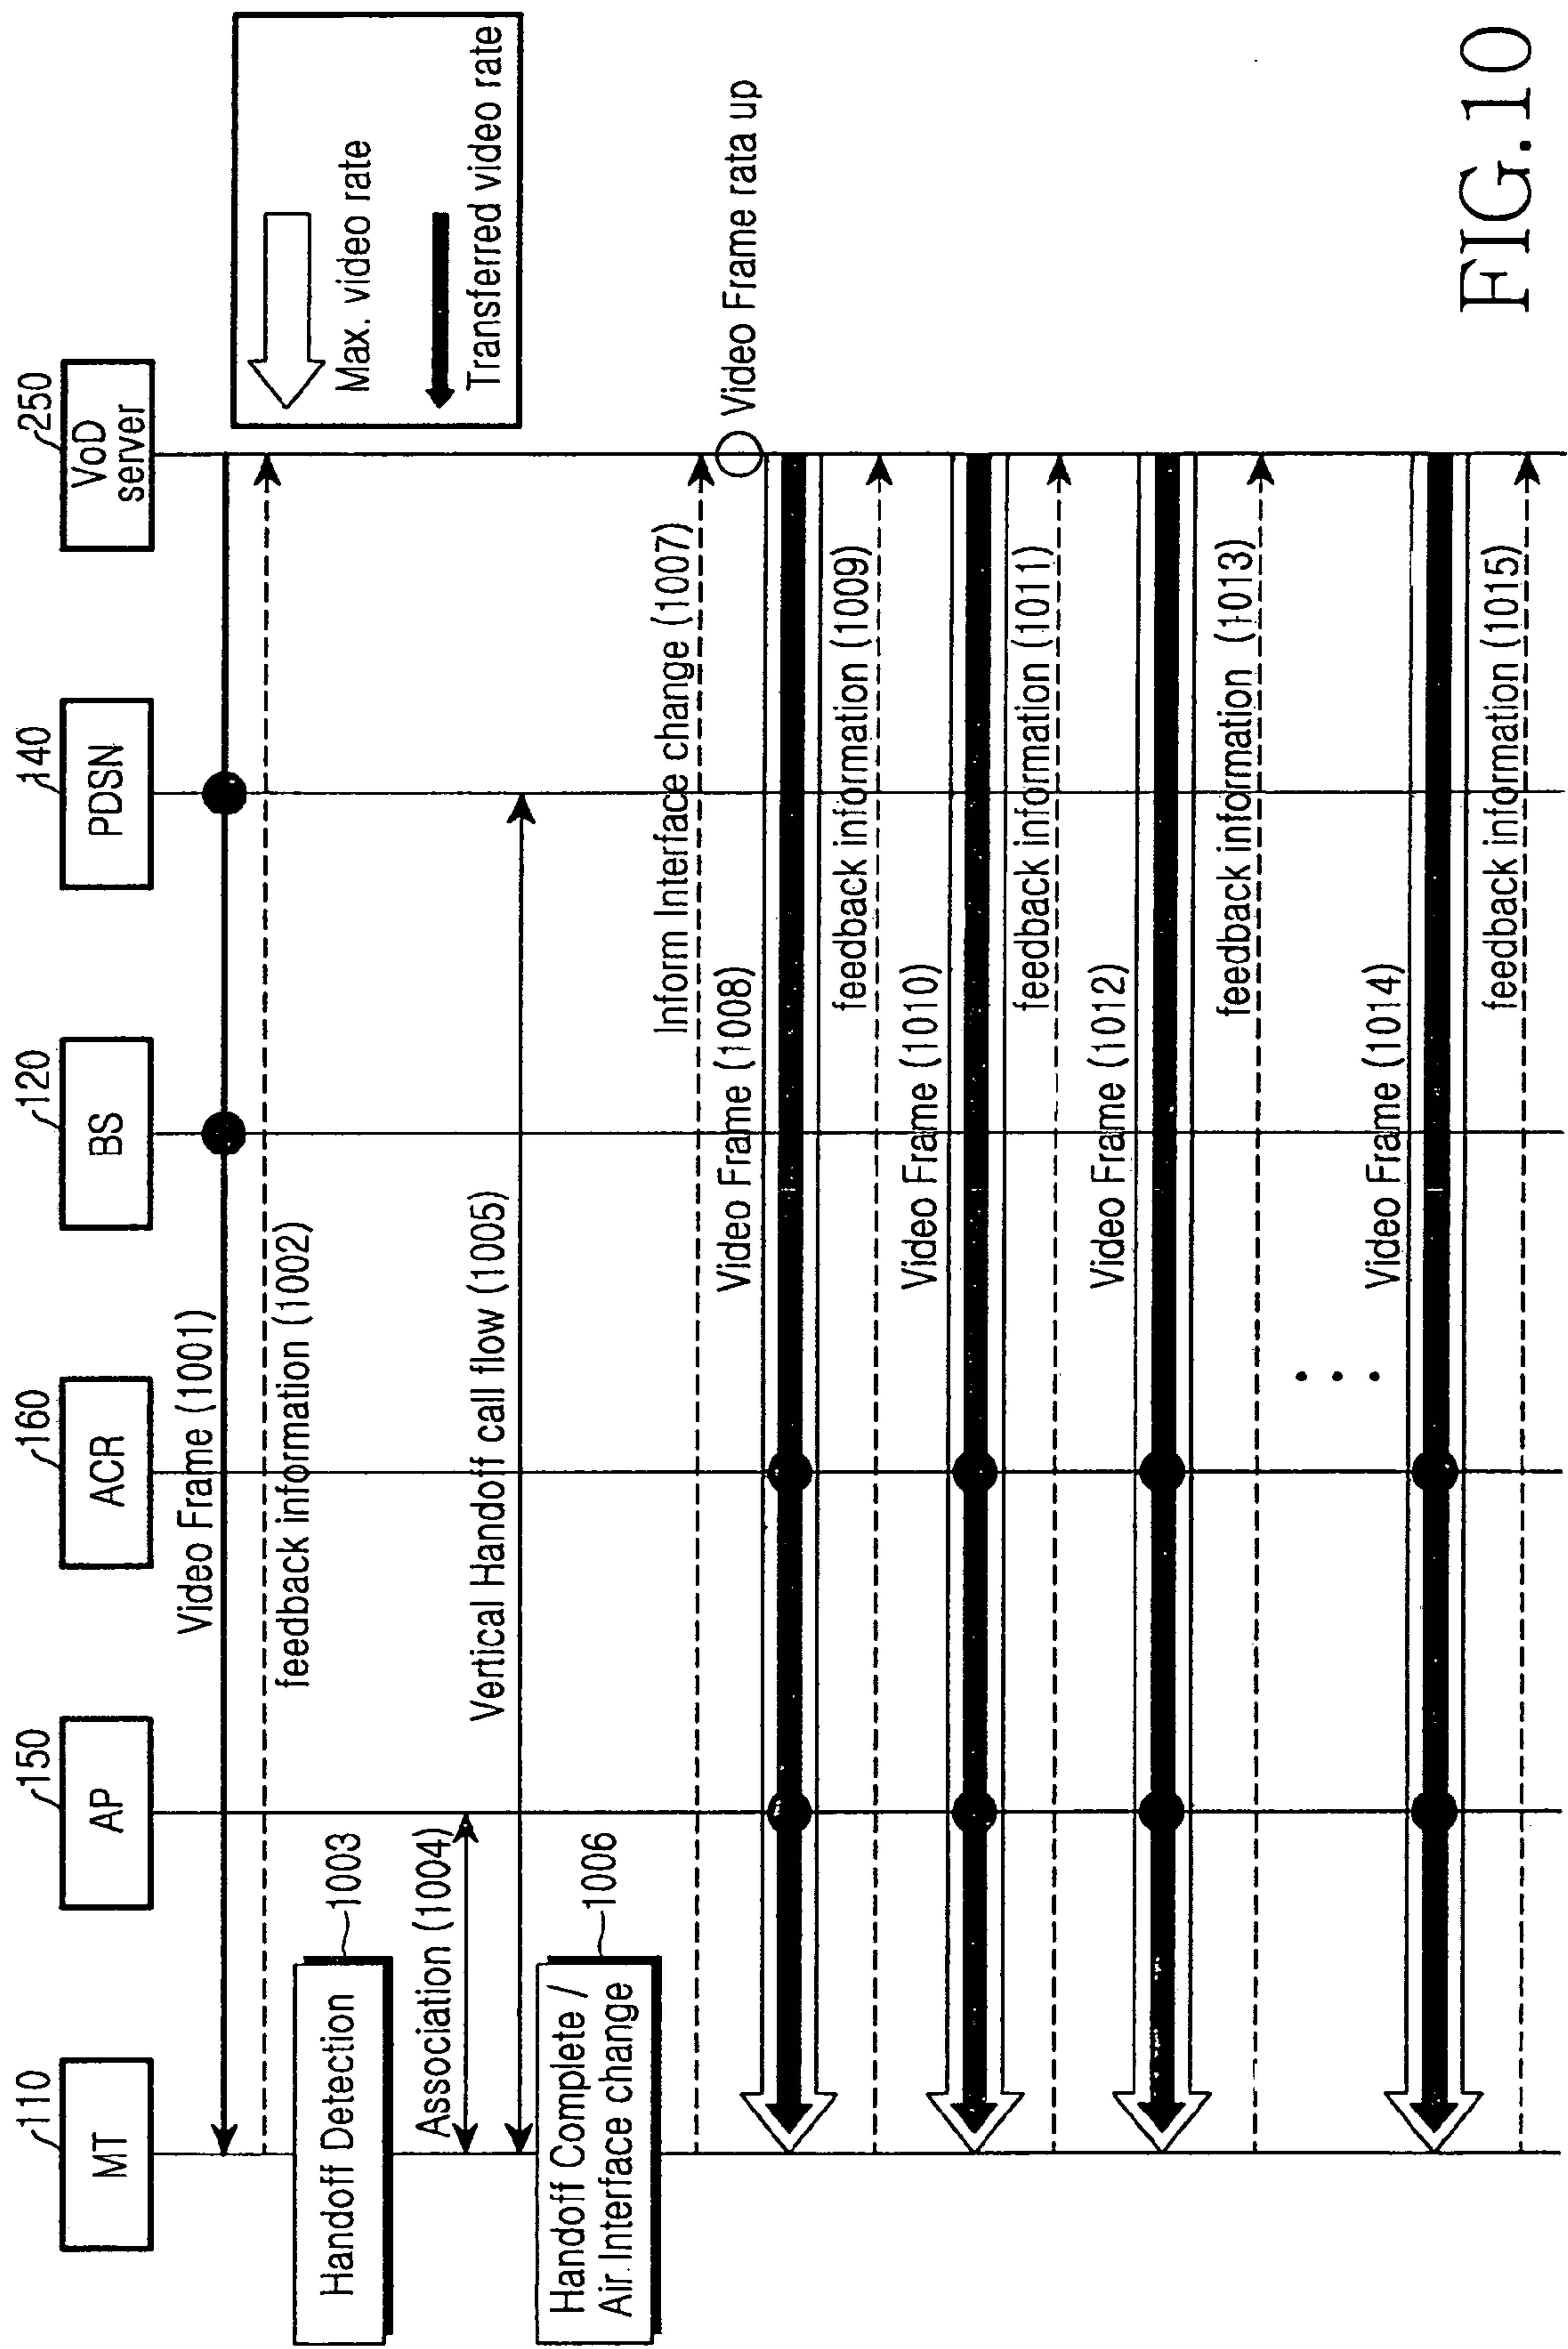 110
MT
150
AP
160
ACR
120
BS
140
PDSN
250
VoD
server
Video Frame (1001)
feedback information (1002)
Max. video rate
Transferred video rate
Handoff Detection
1003
Association (1004)
Vertical Handoff call flow (1005)
Handoff Complete /
Air Interface change
1006
Inform Interface change (1007)
Video Frame rata up
Video Frame (1008)
feedback information (1009)
Video Frame (1010)
feedback information (1011)
Video Frame (1012)
feedback information (1013)
Video Frame (1014)
feedback information (1015)
FIG.10